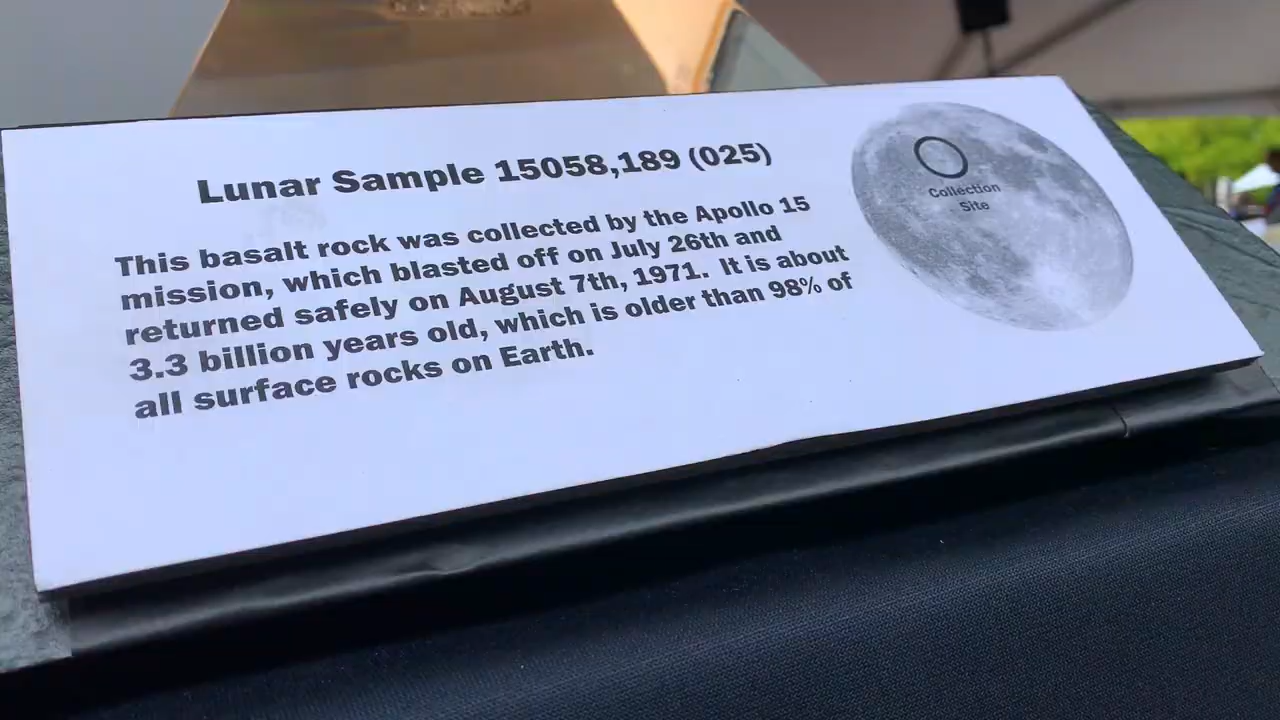 Lunar Sample 15058,189 (025)
This basalt rock was collected by the Apollo 15
mission, which blasted off on July 26th and
returned safely on August 7th, 1971. It is about
3.3 billion years old, which is older than 98% of
all surface rocks on Earth.
Collection
Site